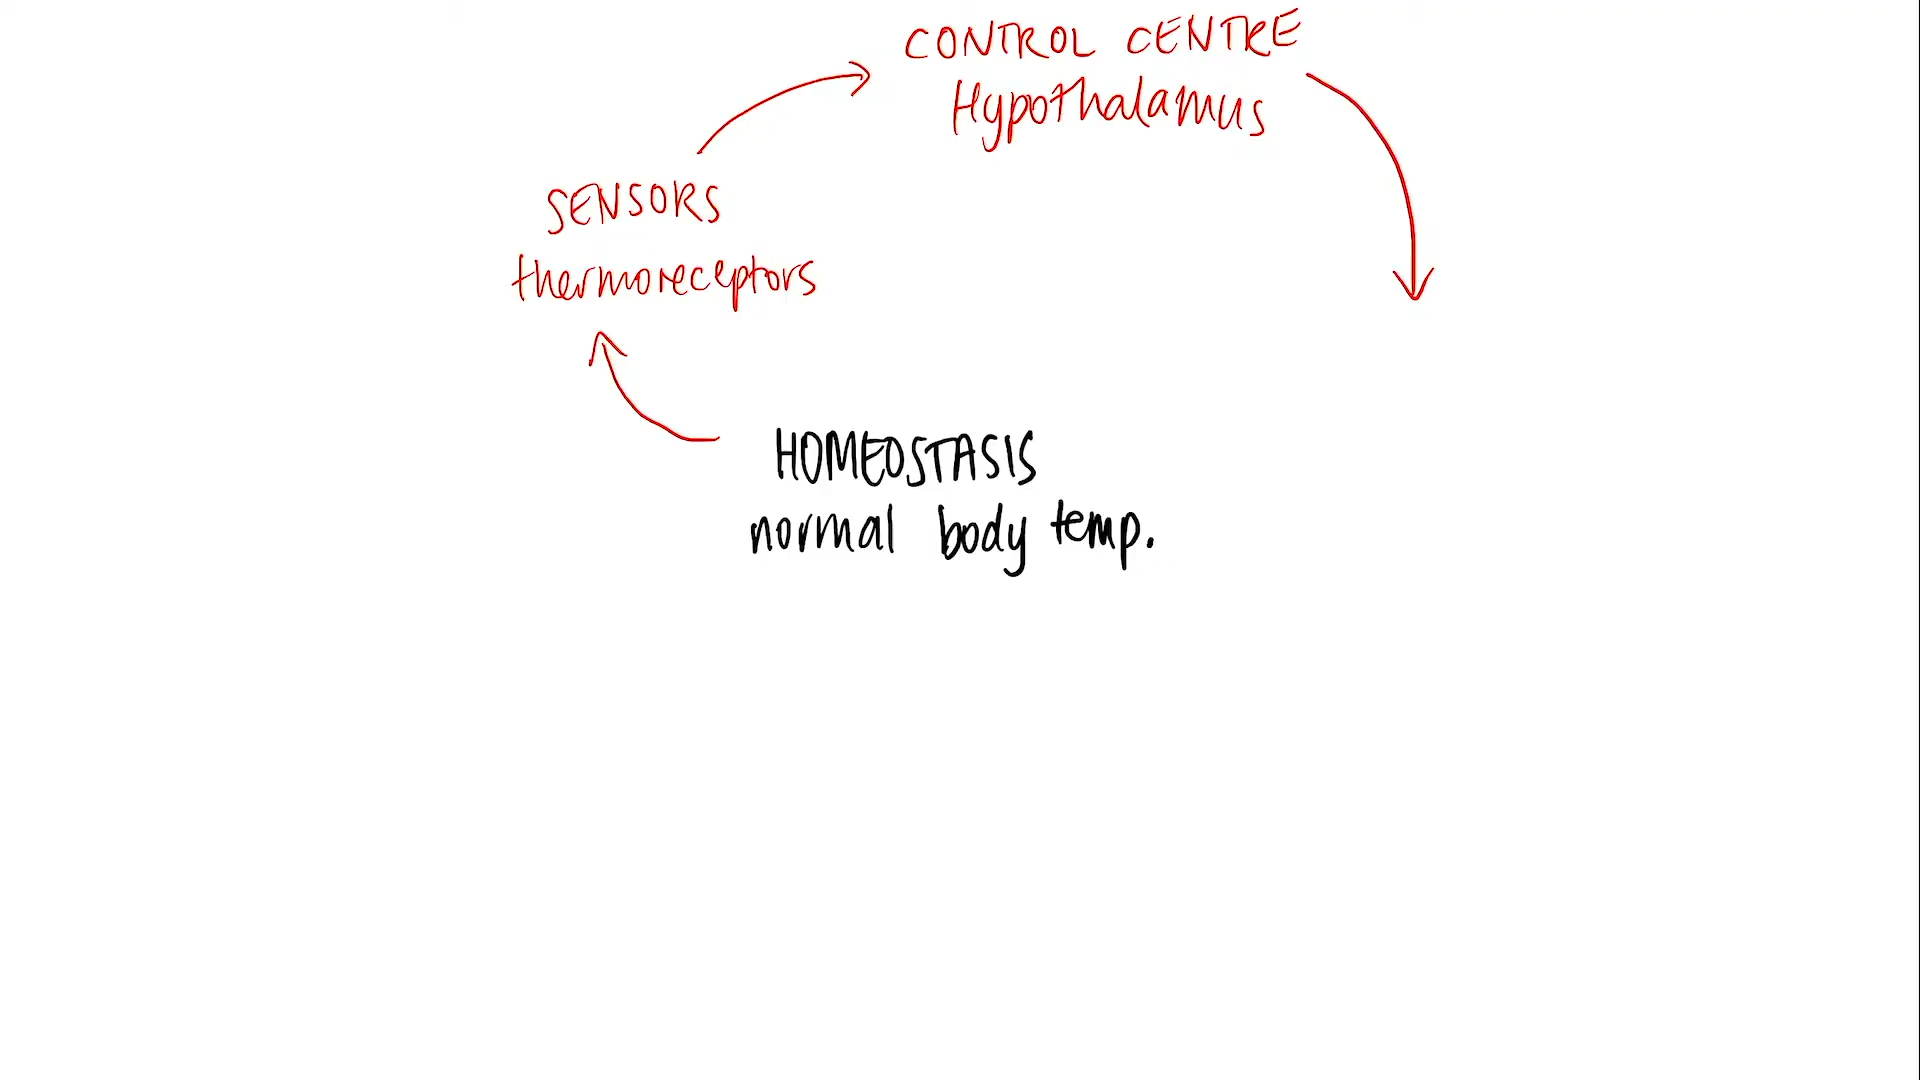 CONTROL CENTRE
Hypothalamus
SENSORS
thermoreceptors
HOMEOSTASIS
normal body temp.